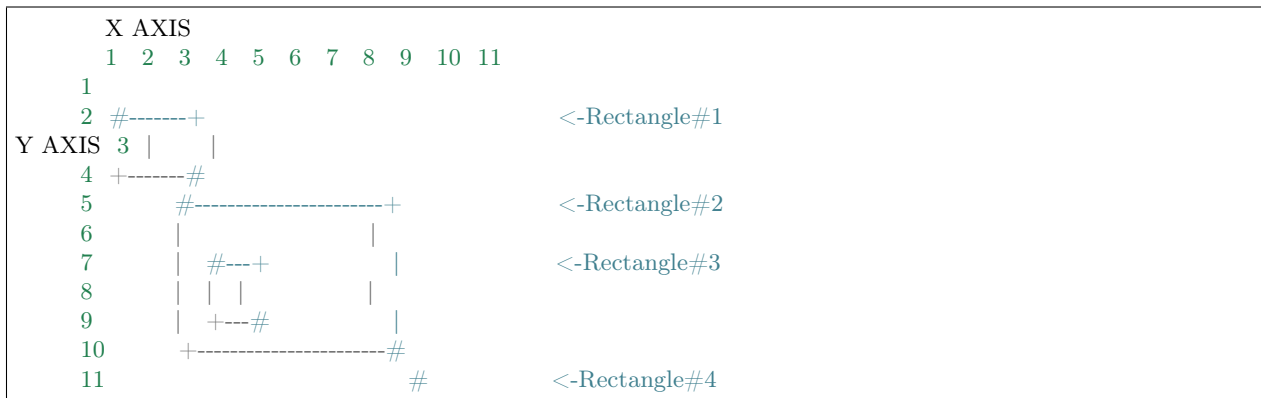 X AXIS
1 2 3 4 5 6 7 8 9 10 11
1
2 #-------+ <-Rectangle#1
Y AXIS 3 | |
4 +-------#
5 #-----------------------+ <-Rectangle#2
6 | |
7 | #---+ | <-Rectangle#3
8 | | | |
9 | +---# |
10 +-----------------------#
11 # <-Rectangle#4